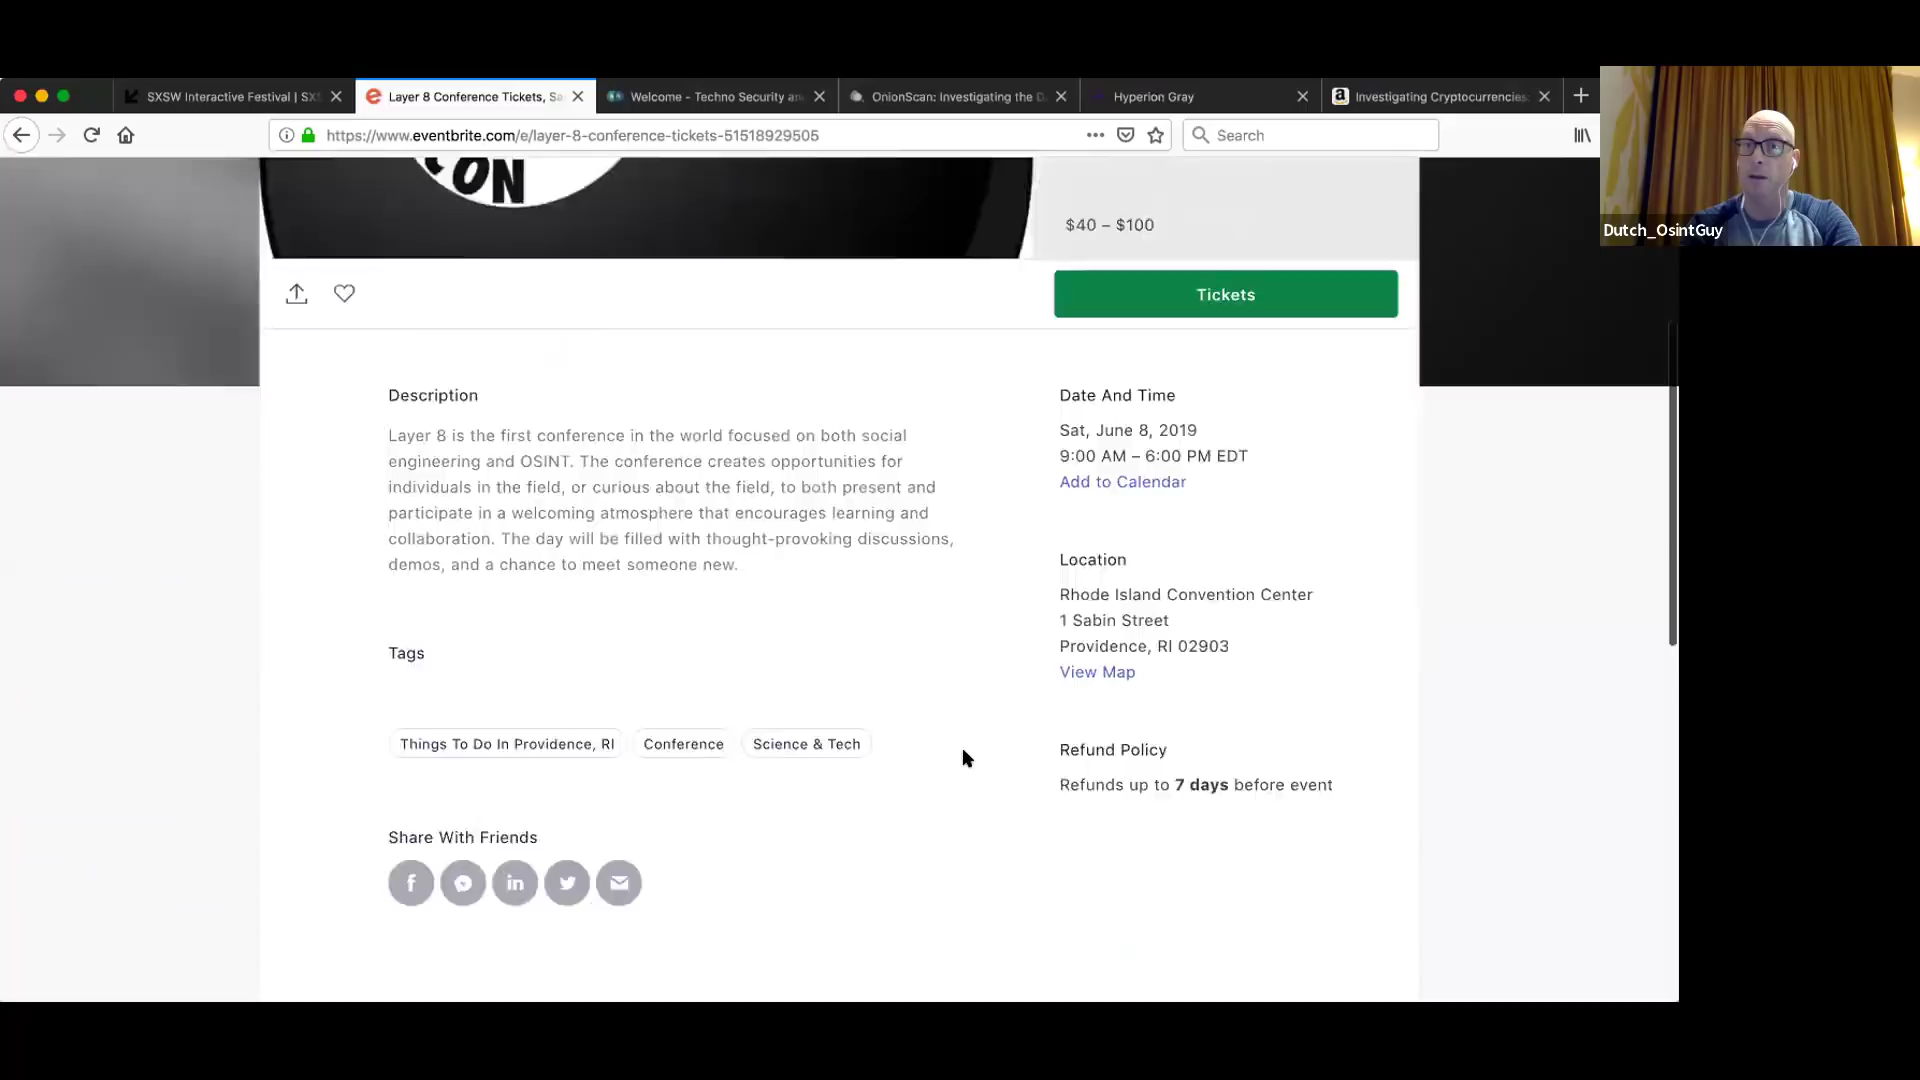 SXSW Interactive Festival | SXS
Layer 8 Conference Tickets, Sa
Welcome - Techno Security an
OnionScan: Investigating the D
Hyperion Gray
Investigating Cryptocurrencies:
https://www.eventbrite.com/e/layer-8-conference-tickets-51518929505
Search
Dutch_OsintGuy
ON
$40 – $100
Tickets
Description
Layer 8 is the first conference in the world focused on both social
engineering and OSINT. The conference creates opportunities for
individuals in the field, or curious about the field, to both present and
participate in a welcoming atmosphere that encourages learning and
collaboration. The day will be filled with thought-provoking discussions,
demos, and a chance to meet someone new.
Tags
Things To Do In Providence, RI
Conference
Science & Tech
Share With Friends
Date And Time
Sat, June 8, 2019
9:00 AM – 6:00 PM EDT
Add to Calendar
Location
Rhode Island Convention Center
1 Sabin Street
Providence, RI 02903
View Map
Refund Policy
Refunds up to 7 days before event